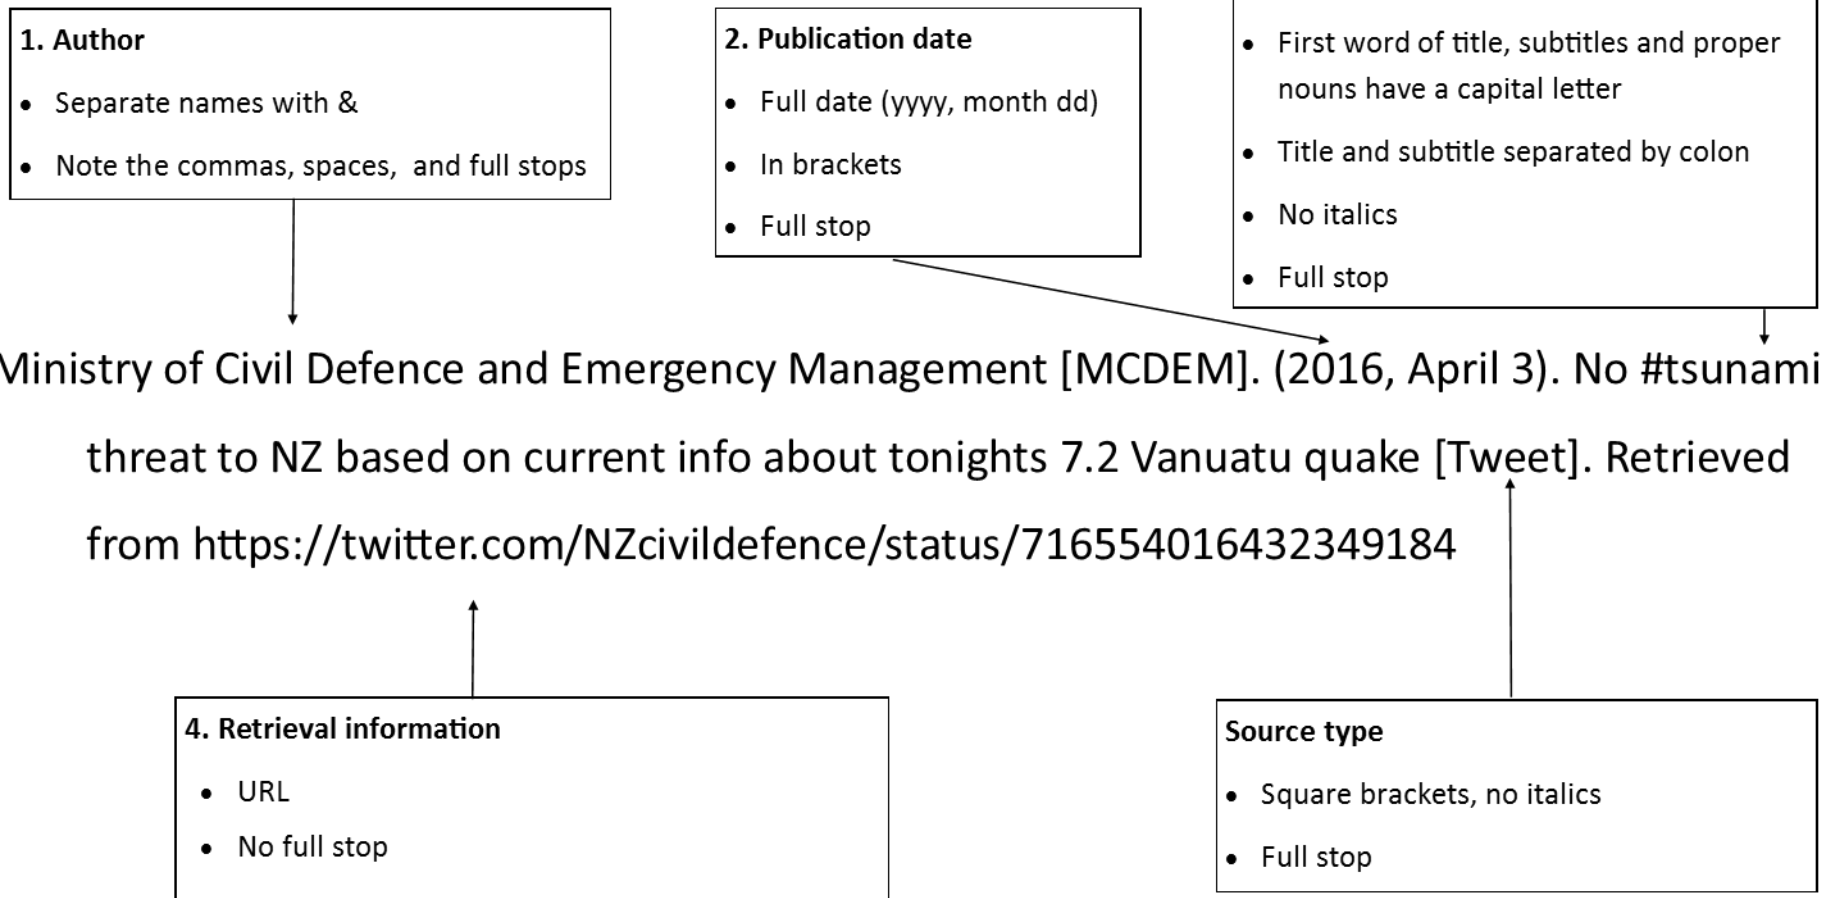 1. Author
• Separate names with &
• Note the commas, spaces,  and full stops
2. Publication date
• Full date (yyyy, month dd)
• In brackets
• Full stop
• First word of title, subtitles and proper
nouns have a capital letter
• Title and subtitle separated by colon
• No italics
• Full stop
Ministry of Civil Defence and Emergency Management [MCDEM]. (2016, April 3). No #tsunami
threat to NZ based on current info about tonights 7.2 Vanuatu quake [Tweet]. Retrieved
from https://twitter.com/NZcivildefence/status/716554016432349184
4. Retrieval information
• URL
• No full stop
Source type
• Square brackets, no italics
• Full stop